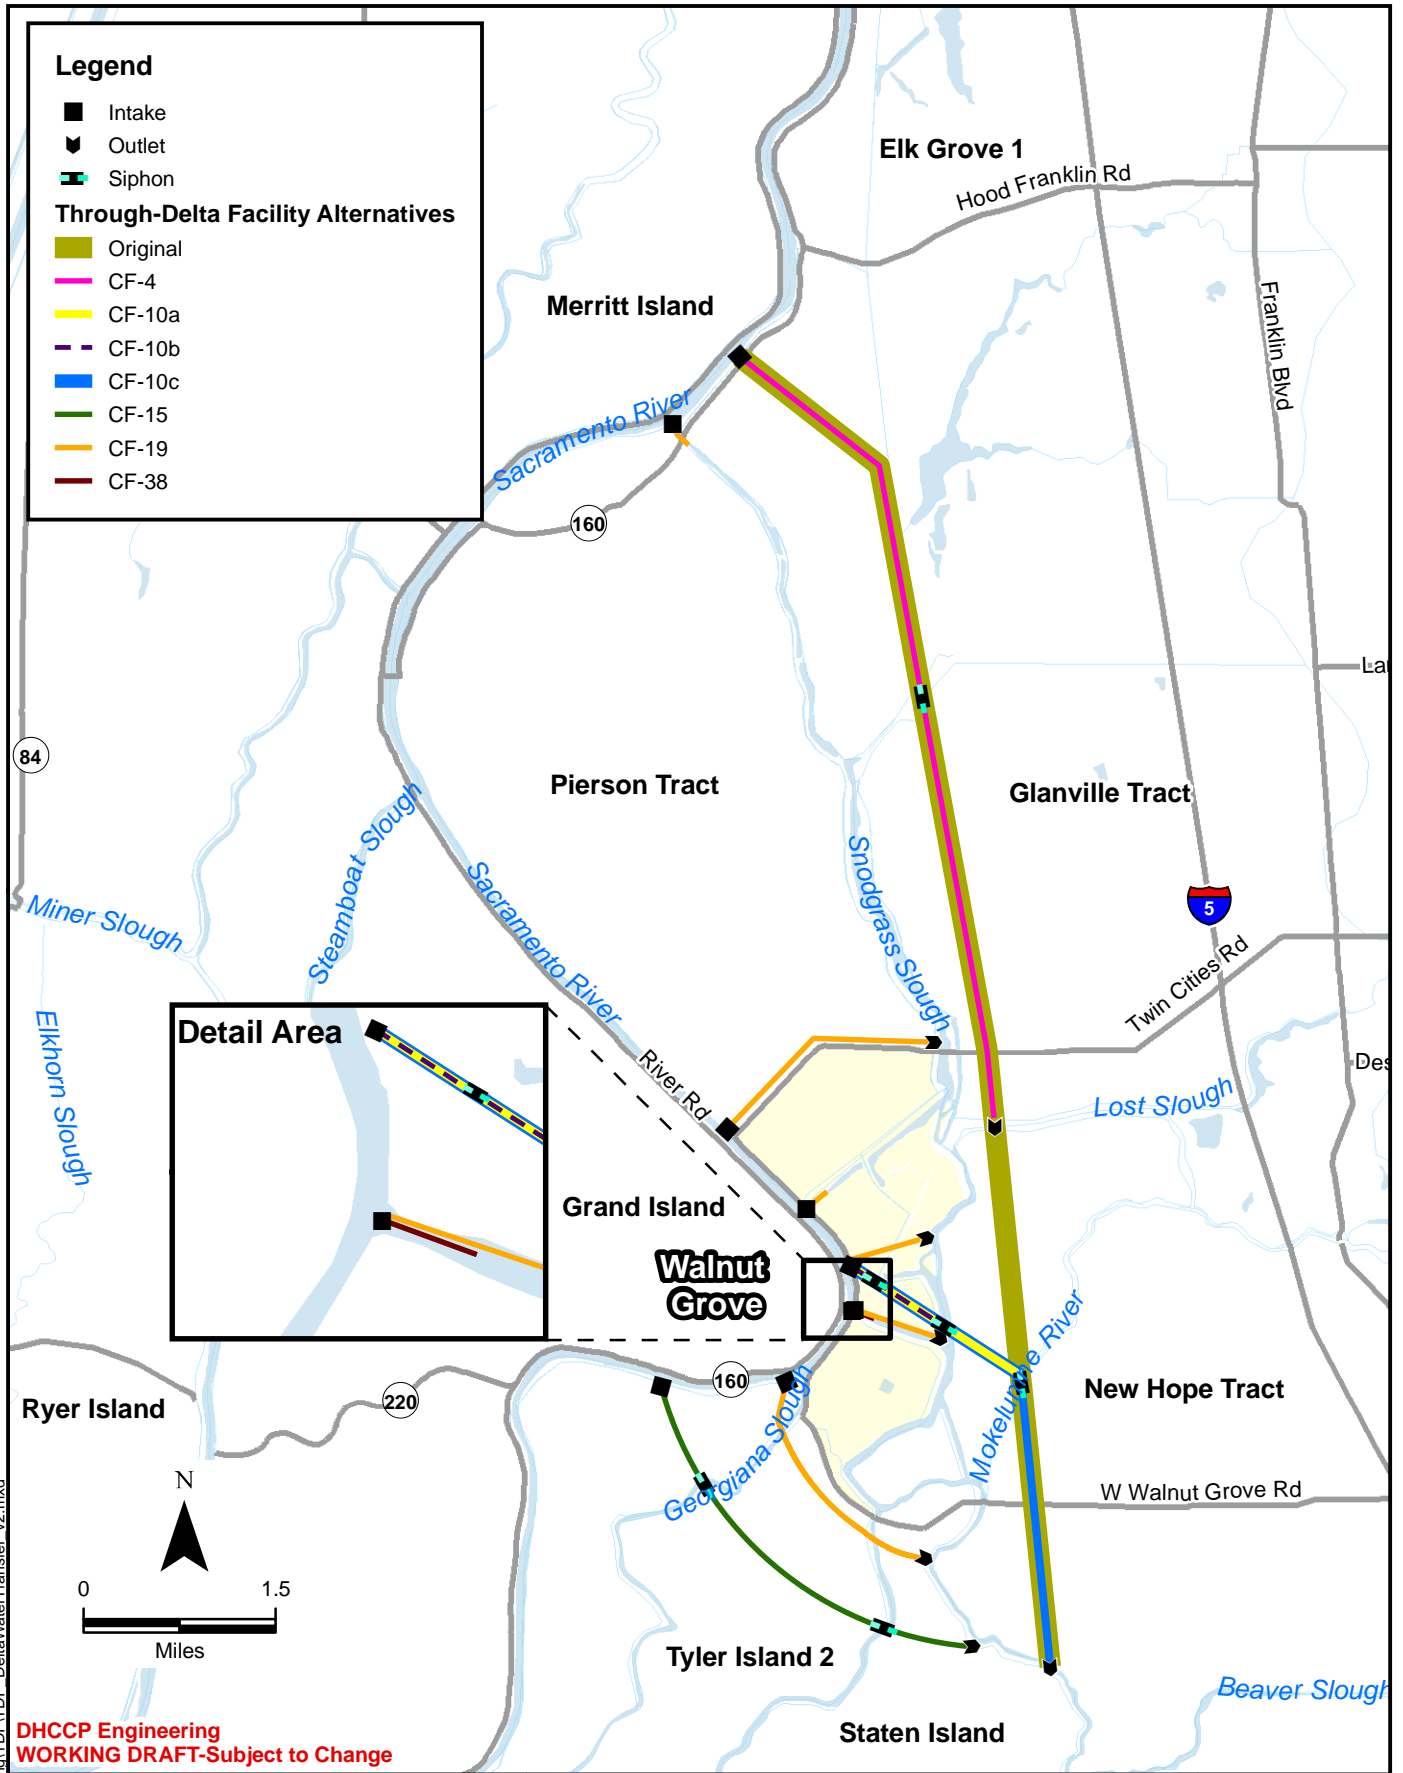 Legend
Intake
Outlet
Siphon
Through-Delta Facility Alternatives
Original
CF-4
CF-10a
CF-10b
CF-10c
CF-15
CF-19
CF-38
Elk Grove 1
Hood Franklin Rd
Franklin Blvd
Merritt Island
Sacramento River
160
84
Pierson Tract
Glanville Tract
Steamboat Slough
Sacramento River
Snodgrass Slough
5
Miner Slough
Twin Cities Rd
Elkhorn Slough
Detail Area
River Rd
Lost Slough
Grand Island
Walnut
Grove
Mokelumne River
160
220
Ryer Island
New Hope Tract
Georgiana Slough
W Walnut Grove Rd
N
0 1.5
Miles
Tyler Island 2
Beaver Slough
Staten Island
DHCCP Engineering
WORKING DRAFT-Subject to Change